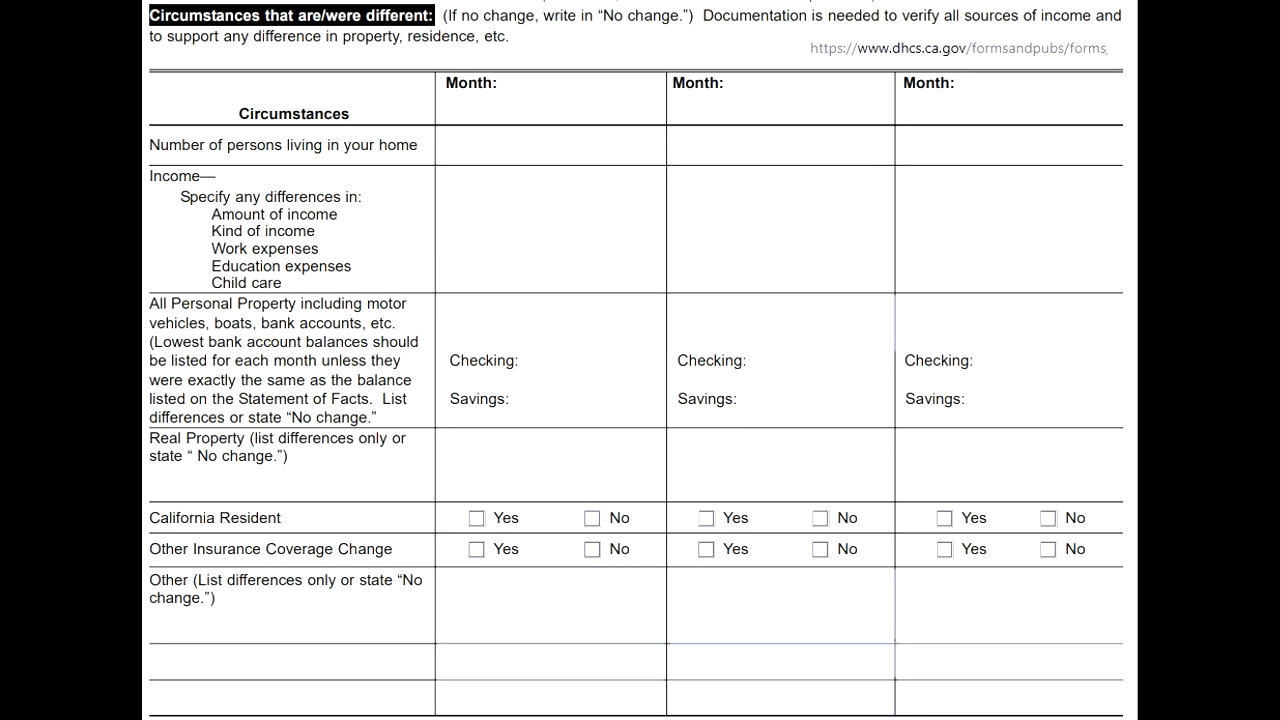 Circumstances that are/were different: (If no change, write in “No change.”) Documentation is needed to verify all sources of income and
to support any difference in property, residence, etc.
https://www.dhcs.ca.gov/formsandpubs/forms
Circumstances Month: Month: Month:
Number of persons living in your home
Income—
Specify any differences in:
Amount of income
Kind of income
Work expenses
Education expenses
Child care
All Personal Property including motor
vehicles, boats, bank accounts, etc.
(Lowest bank account balances should
be listed for each month unless they
were exactly the same as the balance
listed on the Statement of Facts. List
differences or state “No change.”
Checking: Checking: Checking:
Savings: Savings: Savings:
Real Property (list differences only or
state “ No change.”)
California Resident Yes No Yes No Yes No
Other Insurance Coverage Change Yes No Yes No Yes No
Other (List differences only or state “No
change.”)